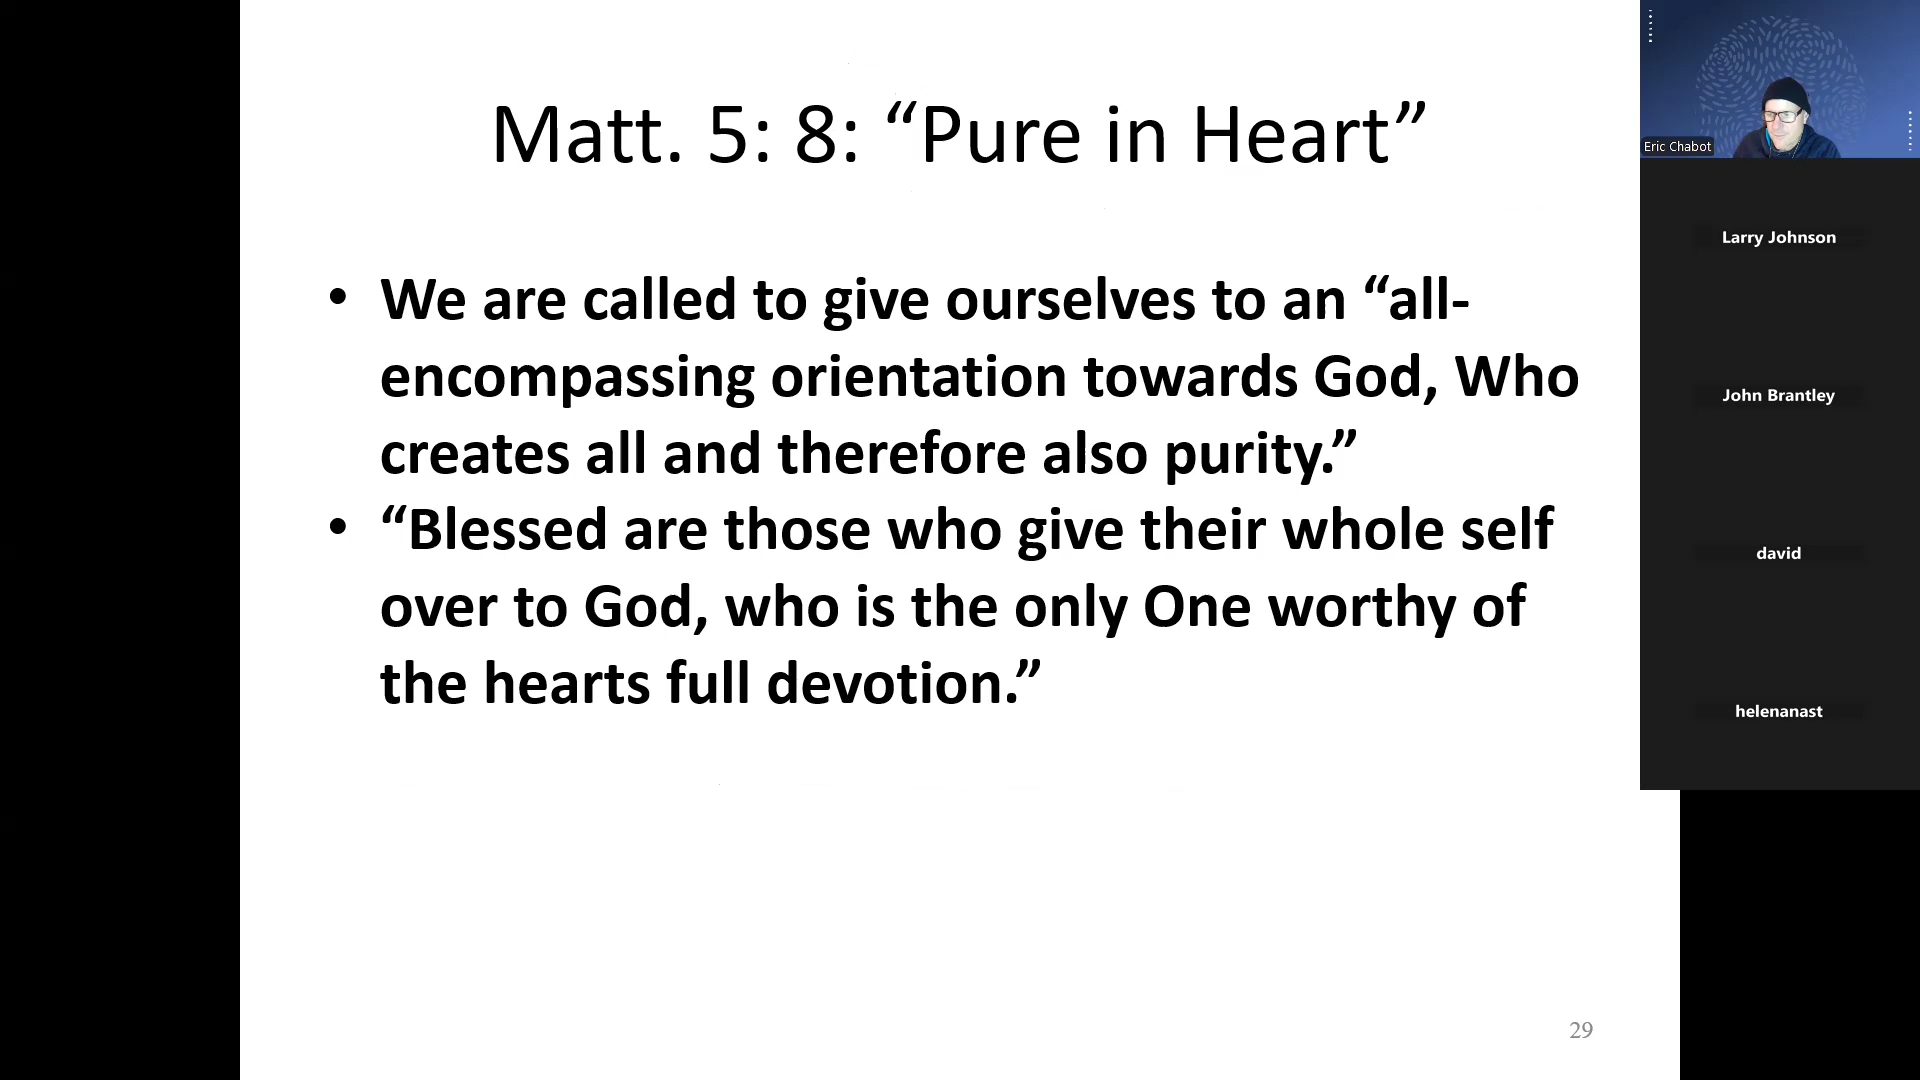 Matt. 5: 8: “Pure in Heart”
• We are called to give ourselves to an “all-
encompassing orientation towards God, Who
creates all and therefore also purity.”
• “Blessed are those who give their whole self
over to God, who is the only One worthy of
the hearts full devotion.”
29
Eric Chabot
Larry Johnson
John Brantley
david
helenanast